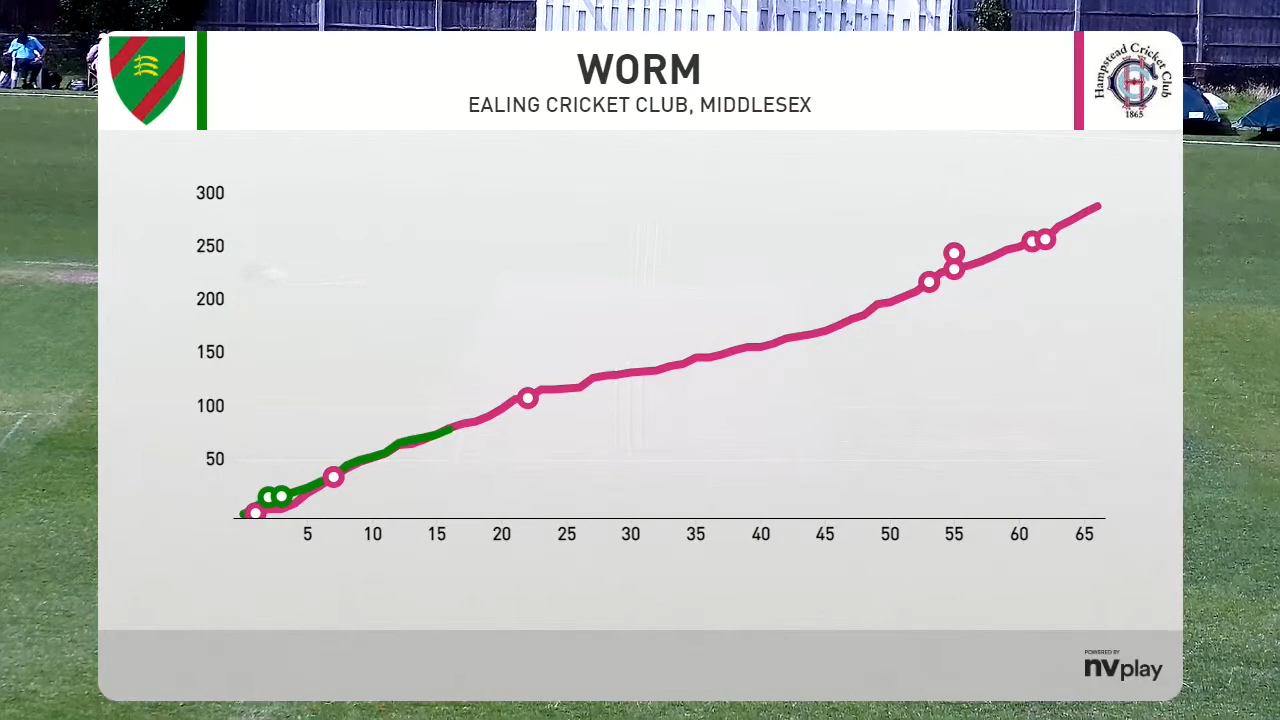 WORM
EALING CRICKET CLUB, MIDDLESEX
Hampstead Cricket Club
1865
300
250
200
150
100
50
5 10 15 20 25 30 35 40 45 50 55 60 65
POWERED BY
nvplay